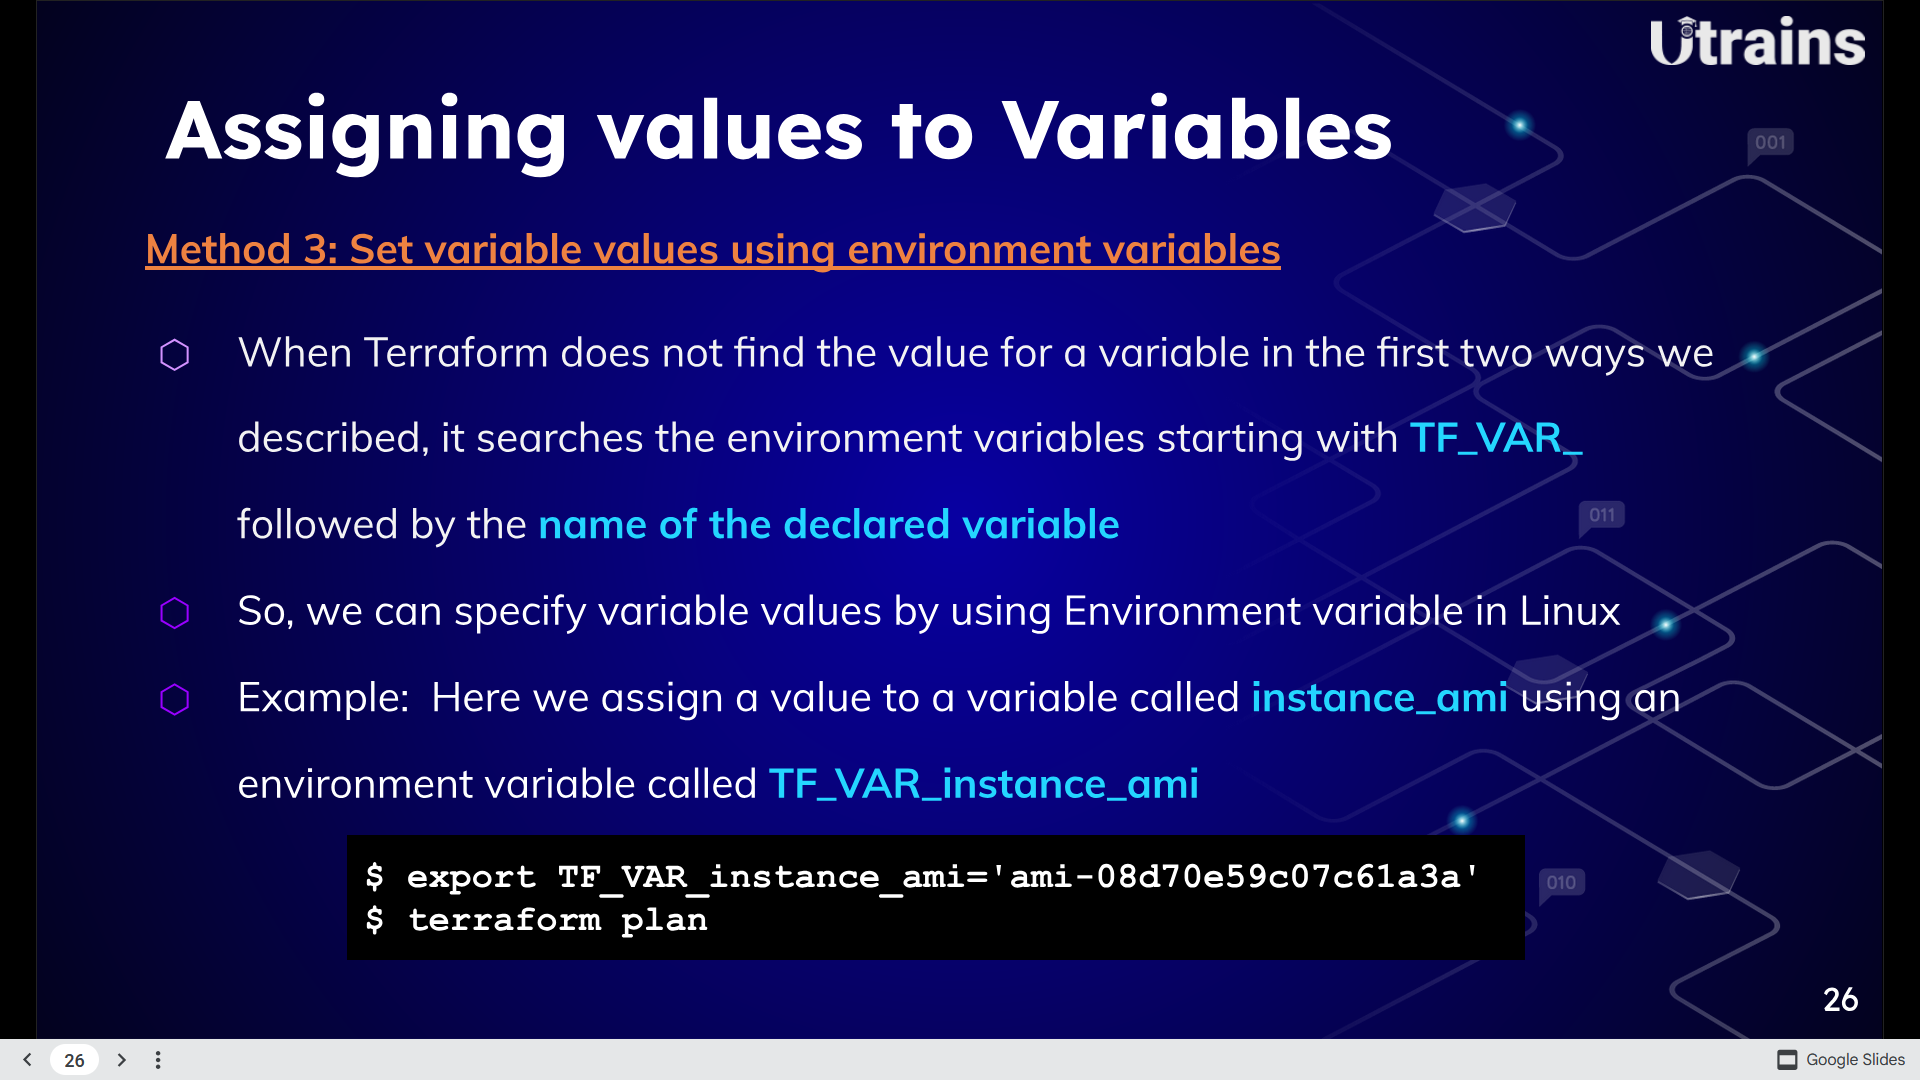 Utrains
Assigning values to Variables
001
Method 3: Set variable values using environment variables
When Terraform does not find the value for a variable in the first two ways we
described, it searches the environment variables starting with TF_VAR_
011
followed by the name of the declared variable
So, we can specify variable values by using Environment variable in Linux
Example:  Here we assign a value to a variable called instance_ami using an
environment variable called TF_VAR_instance_ami
$ export TF_VAR_instance_ami='ami-08d70e59c07c61a3a'
010
$ terraform plan
26
26
Google Slides